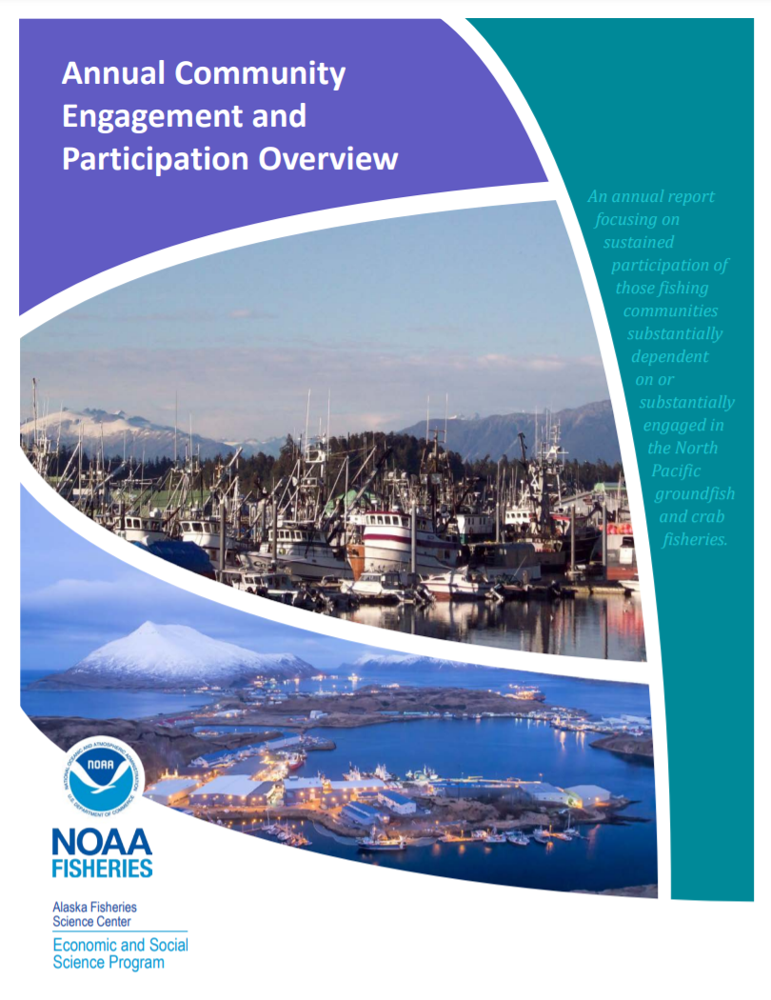 Annual Community
Engagement and
Participation Overview
An annual report
focusing on
sustained
participation of
those fishing
communities
substantially
dependent
on or
substantially
engaged in
the North
Pacific
groundfish
and crab
fisheries.
NATIONAL OCEANIC AND ATMOSPHERIC ADMINISTRATION
NOAA
U.S. DEPARTMENT OF COMMERCE
NOAA
FISHERIES
Alaska Fisheries
Science Center
Economic and Social
Science Program